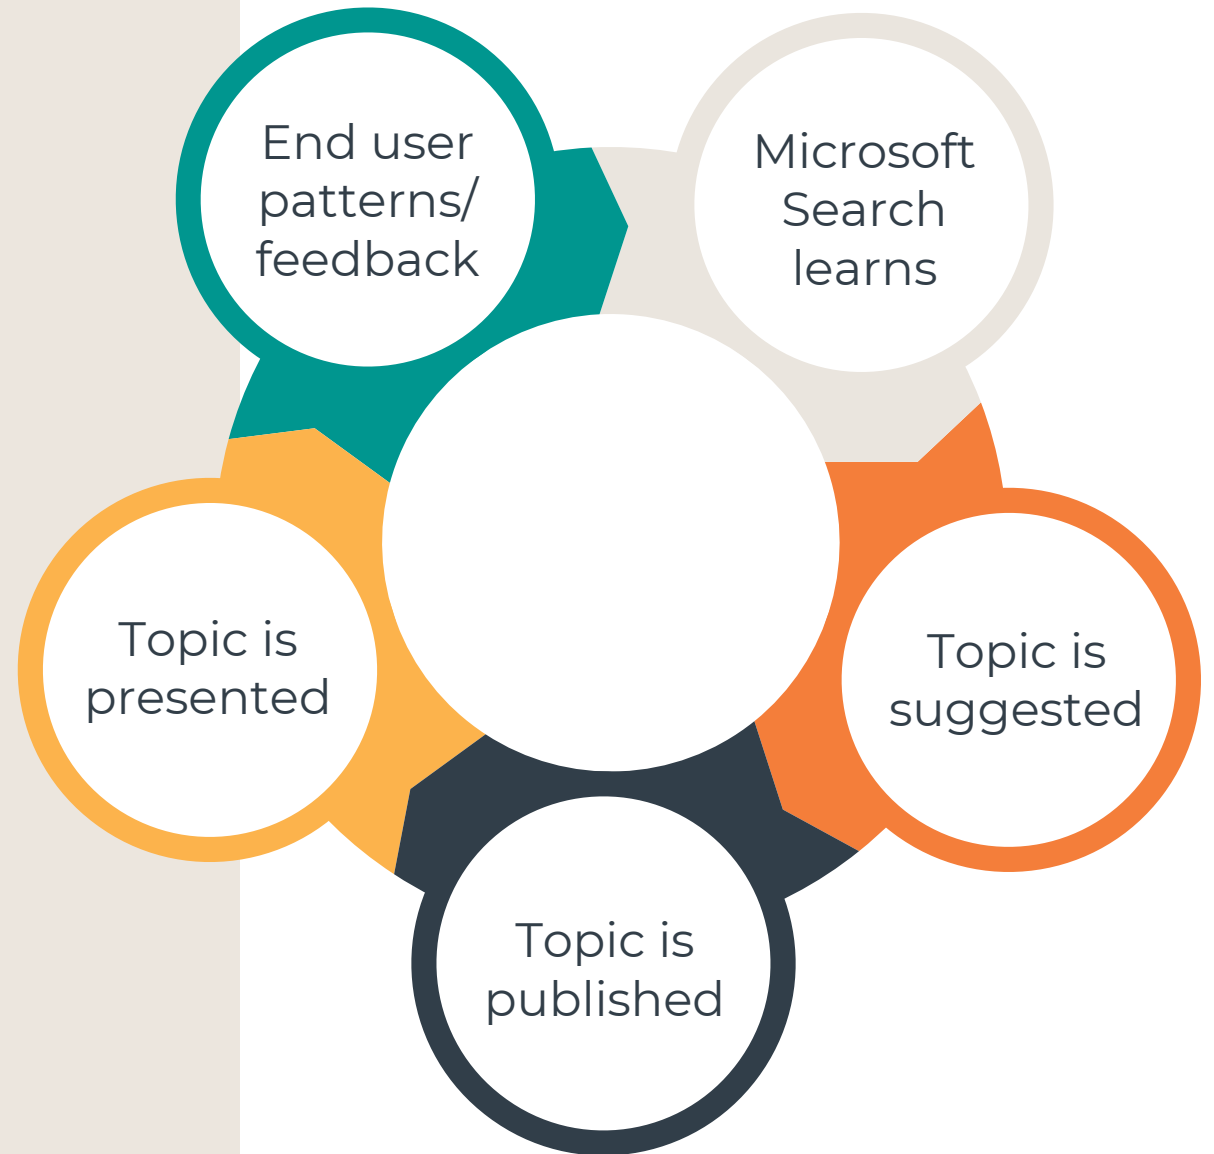 End user
patterns/
feedback
Microsoft
Search
learns
Topic is
suggested
Topic is
published
Topic is
presented